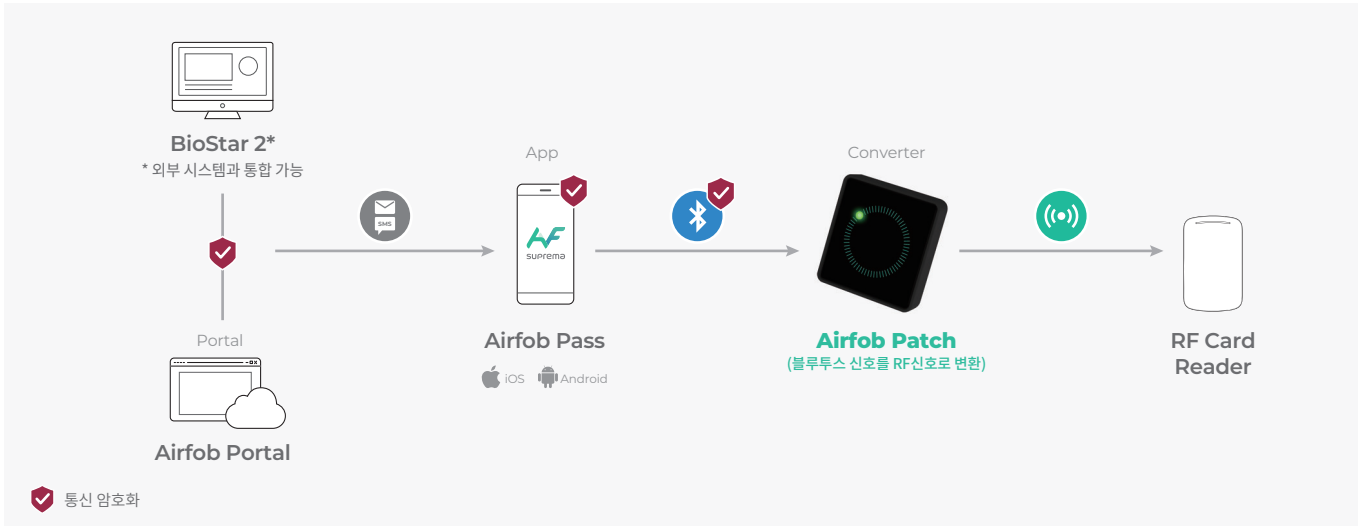 BioStar 2*
* 외부 시스템과 통합 가능
SMS
Portal
Airfob Portal
App
AF
suprema
Airfob Pass
iOS
Android
Converter
Airfob Patch
(블루투스 신호를 RF신호로 변환)
RF Card
Reader
통신 암호화